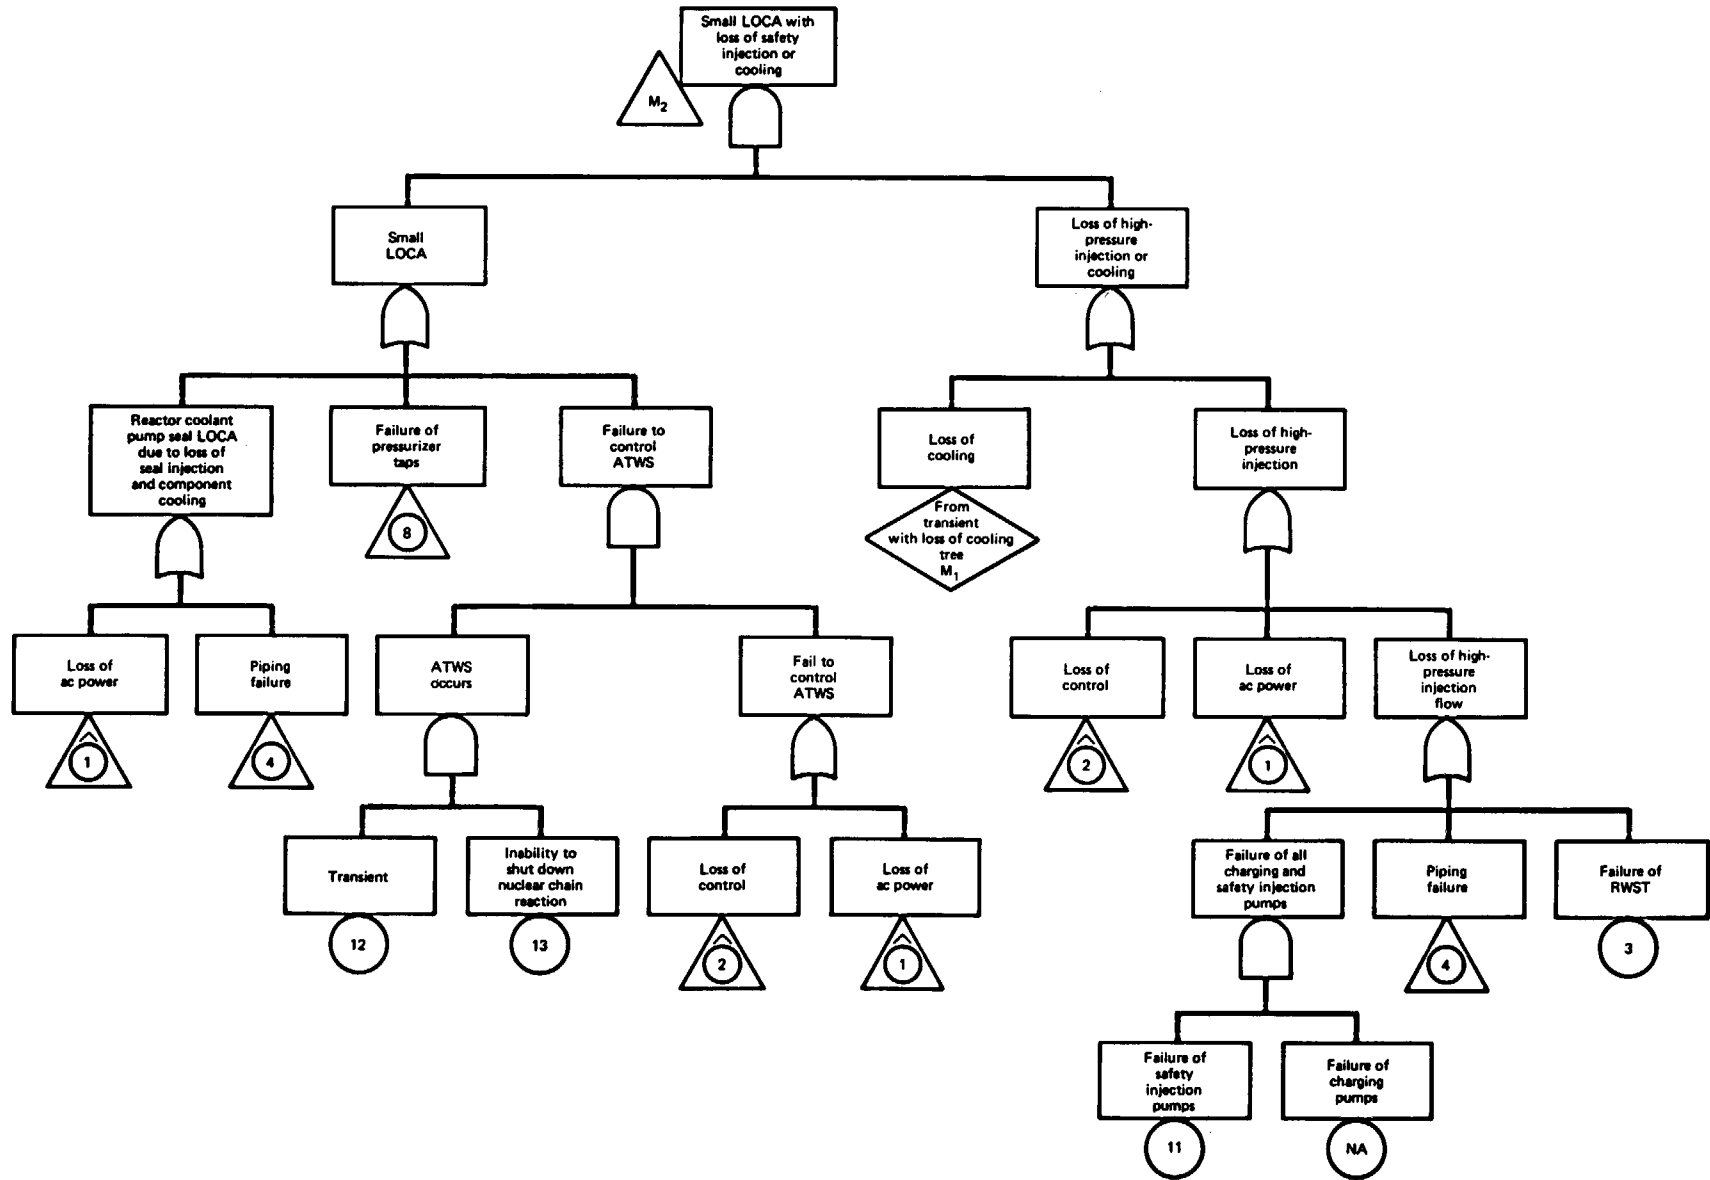 Small LOCA with
loss of safety
injection or
cooling
M2
Small
LOCA
Loss of high-
pressure
injection or
cooling
Reactor coolant
pump seal LOCA
due to loss of
seal injection
and component
cooling
Failure of
pressurizer
taps
8
Failure to
control
ATWS
Loss of
cooling
From
transient
with loss of cooling
tree
M1
Loss of high-
pressure
injection
Loss of
ac power
1
Piping
failure
4
ATWS
occurs
Fail to
control
ATWS
Loss of
control
2
Loss of
ac power
1
Loss of high-
pressure
injection
flow
Transient
12
Inability to
shut down
nuclear chain
reaction
13
Loss of
control
2
Loss of
ac power
1
Failure of all
charging and
safety injection
pumps
Piping
failure
4
Failure of
RWST
3
Failure of
safety
injection
pumps
11
Failure of
charging
pumps
NA